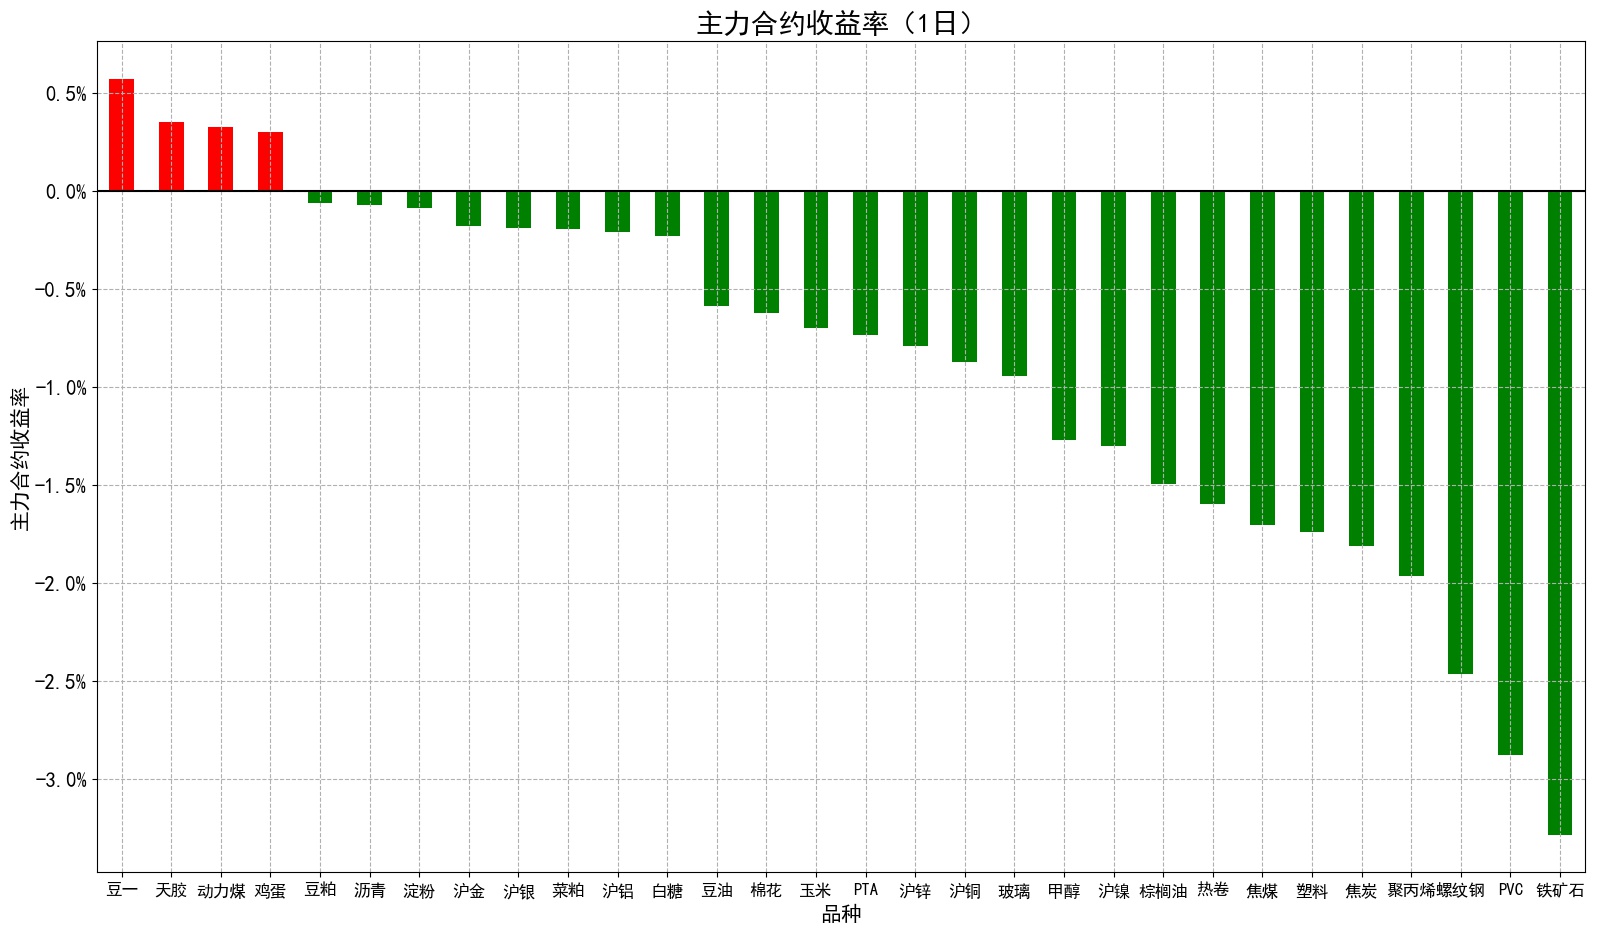 主力合约收益率（1日）
主力合约收益率
0.5%
0.0%
−0.5%
−1.0%
−1.5%
−2.0%
−2.5%
−3.0%
豆一 天胶 动力煤 鸡蛋 豆粕 沥青 淀粉 沪金 沪银 菜粕 沪铝 白糖 豆油 棉花 玉米 PTA 沪锌 沪铜 玻璃 甲醇 沪镍 棕榈油 热卷 焦煤 塑料 焦炭 聚丙烯 螺纹钢 PVC 铁矿石
品种